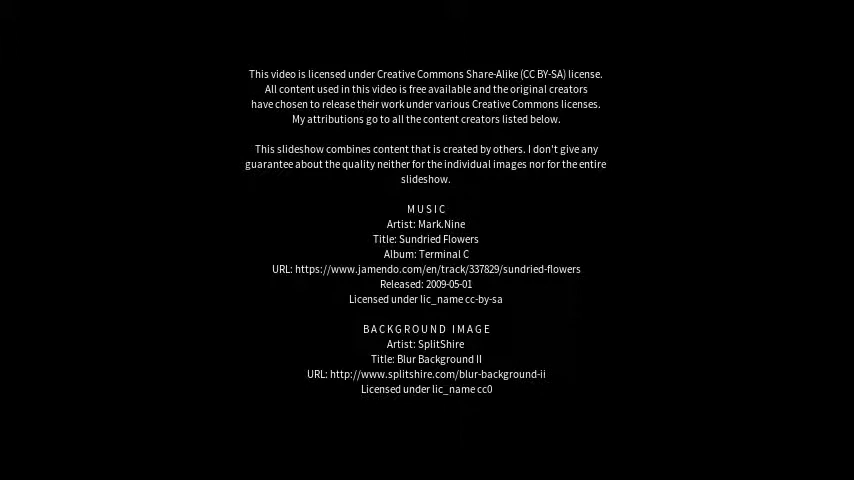 This video is licensed under Creative Commons Share-Alike (CC BY-SA) license.
All content used in this video is free available and the original creators
have chosen to release their work under various Creative Commons licenses.
My attributions go to all the content creators listed below.
This slideshow combines content that is created by others. I don't give any
guarantee about the quality neither for the individual images nor for the entire
slideshow.
MUSIC
Artist: Mark.Nine
Title: Sundried Flowers
Album: Terminal C
URL: https://www.jamendo.com/en/track/337829/sundried-flowers
Released: 2009-05-01
Licensed under lic_name cc-by-sa
BACKGROUND IMAGE
Artist: SplitShire
Title: Blur Background II
URL: http://www.splitshire.com/blur-background-ii
Licensed under lic_name cc0